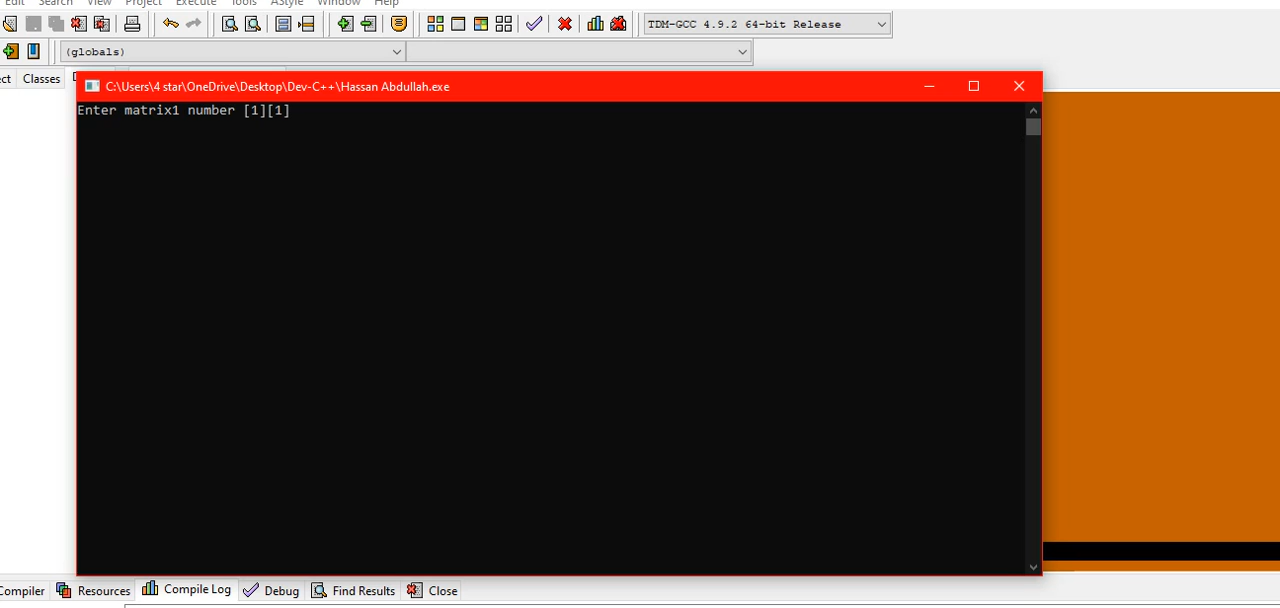 Edit Search View Project Execute Tools AStyle Window Help
TDM-GCC 4.9.2 64-bit Release
(globals)
ect Classes D
C:\Users\4 star\OneDrive\Desktop\Dev-C++\Hassan Abdullah.exe
Enter matrix1 number [1][1]
Compiler Resources Compile Log Debug Find Results Close